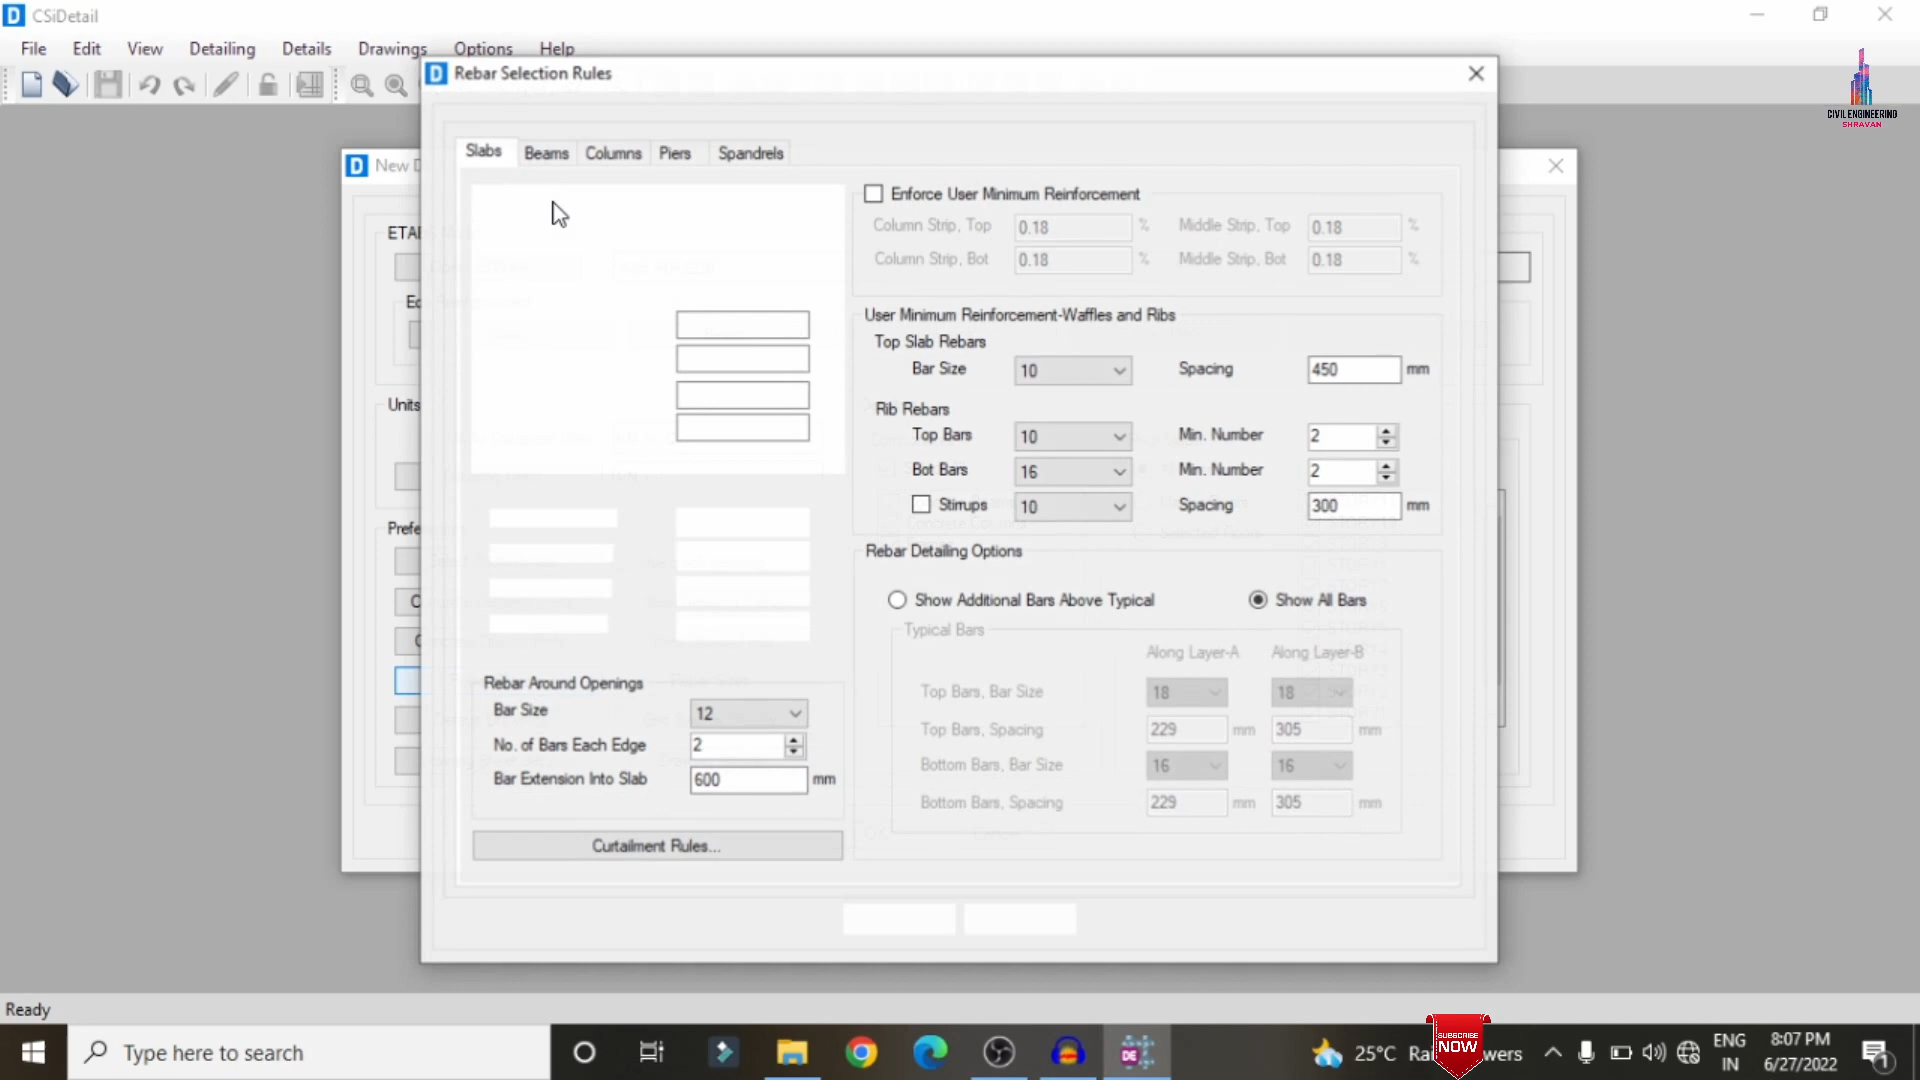 CSiDetail
File Edit View Detailing Details Drawings Options Help
Rebar Selection Rules
CIVIL ENGINEERING
SHRAVAN
New D
Slabs Beams Columns Piers Spandrels
Enforce User Minimum Reinforcement
Column Strip, Top 0.18 % Middle Strip, Top 0.18 %
Column Strip, Bot 0.18 % Middle Strip, Bot 0.18 %
User Minimum Reinforcement-Waffles and Ribs
Top Slab Rebars
Bar Size 10 Spacing 450 mm
Units
Rib Rebars
Top Bars 10 Min. Number 2
Bot Bars 16 Min. Number 2
Stirrups 10 Spacing 300 mm
Prefe
Rebar Detailing Options
Show Additional Bars Above Typical Show All Bars
Typical Bars
Along Layer-A Along Layer-B
Top Bars, Bar Size 18 18
Top Bars, Spacing 229 mm 305 mm
Bottom Bars, Bar Size 16 16
Bottom Bars, Spacing 229 mm 305 mm
Rebar Around Openings
Bar Size 12
No. of Bars Each Edge 2
Bar Extension Into Slab 600 mm
Curtailment Rules...
Ready
Type here to search
DE
25°C
SUBSCRIBE
NOW
wers
ENG
IN
8:07 PM
6/27/2022
1